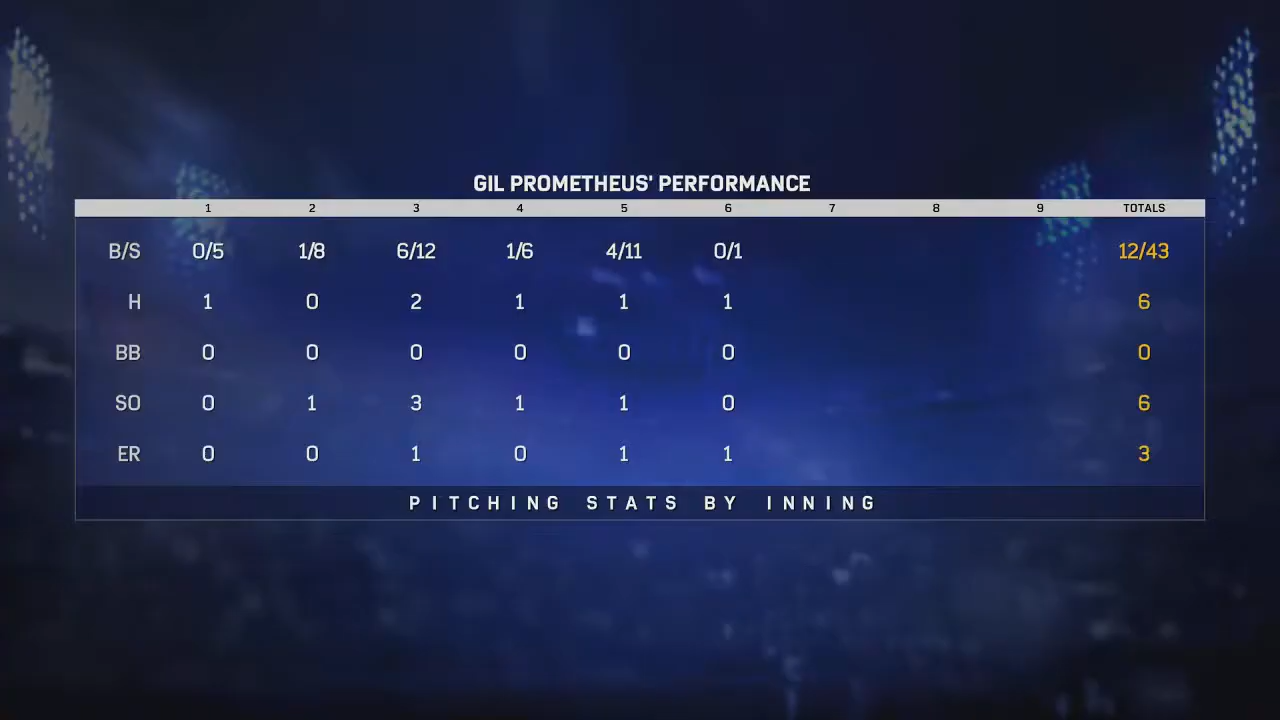 GIL PROMETHEUS' PERFORMANCE
1 2 3 4 5 6 7 8 9 TOTALS
B/S 0/5 1/8 6/12 1/6 4/11 0/1 12/43
H 1 0 2 1 1 1 6
BB 0 0 0 0 0 0 0
SO 0 1 3 1 1 0 6
ER 0 0 1 0 1 1 3
PITCHING STATS BY INNING